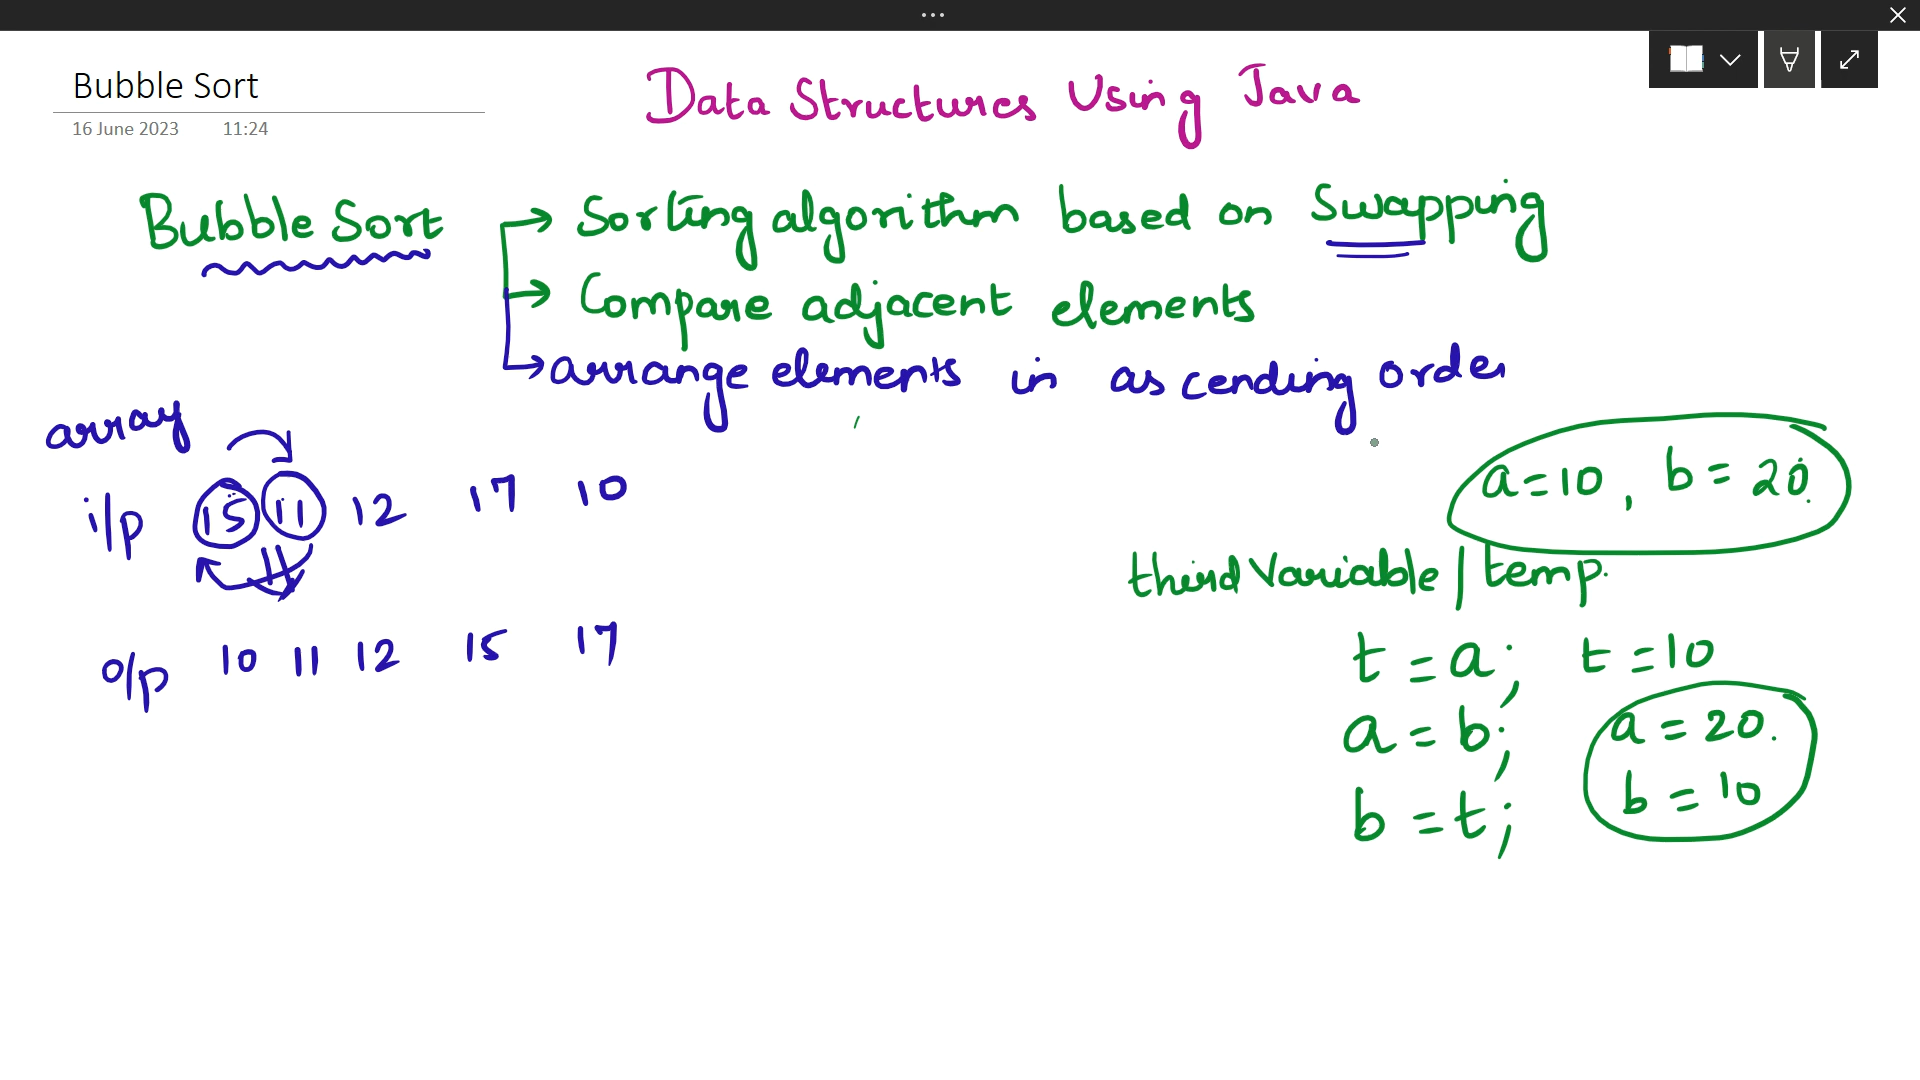 Bubble Sort
16 June 2023 11:24
Data Structures Using Java
Bubble Sort
Sorting algorithm based on Swapping
Compare adjacent elements
arrange elements in ascending order
array
i/p 15 11 12 17 10
o/p 10 11 12 15 17
a=10, b=20
third Variable / temp.
t=a; t=10
a=b; a=20.
b=t; b=10